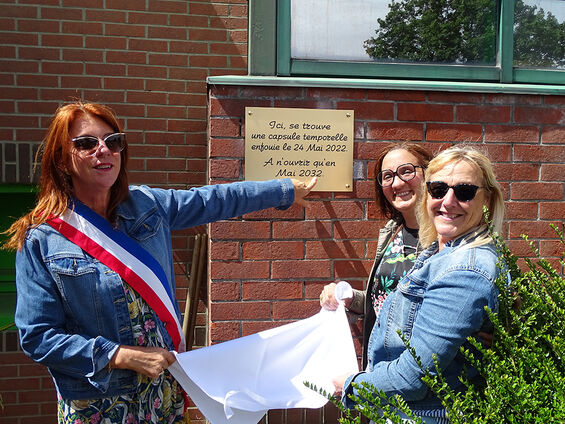 Ici, se trouve
une capsule temporelle
enfouie le 24 Mai 2022.
A n'ouvrir qu'en
Mai 2032.